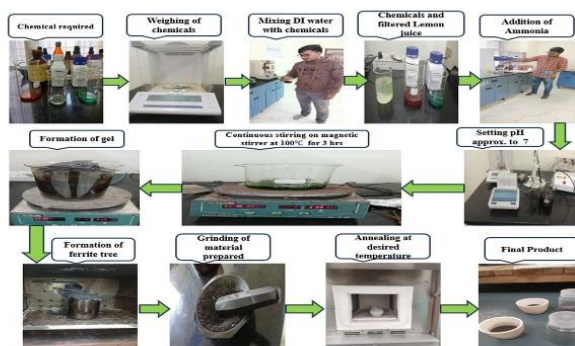 Chemical required
Weighing of
chemicals
Mixing DI water
with chemicals
Chemicals and
filtered Lemon
juice
Addition of
Ammonia
Formation of gel
Continuous stirring on magnetic
stirrer at 100°C for 3 hrs
Setting pH
approx. to 7
Formation of
ferrite tree
Grinding of
material
prepared
Annealing at
desired
temperature
Final Product